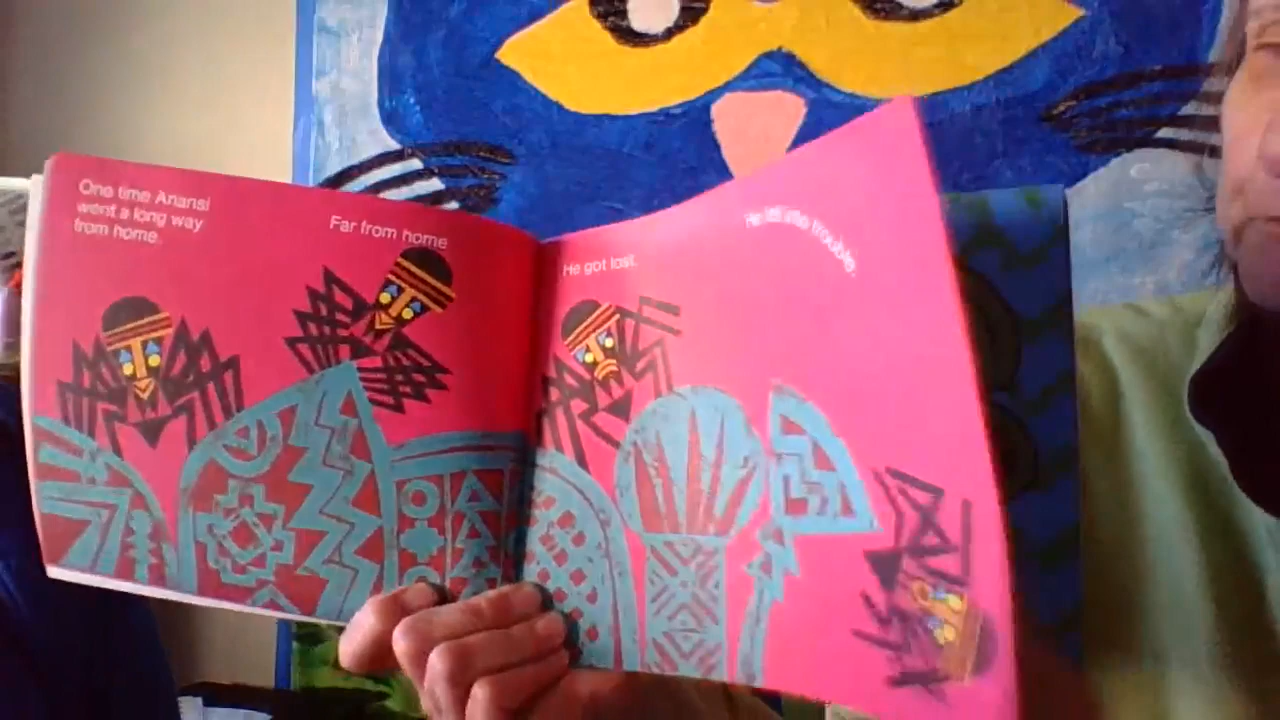 One time Anansi
went a long way
from home.
Far from home
He got lost.
He fell into trouble.